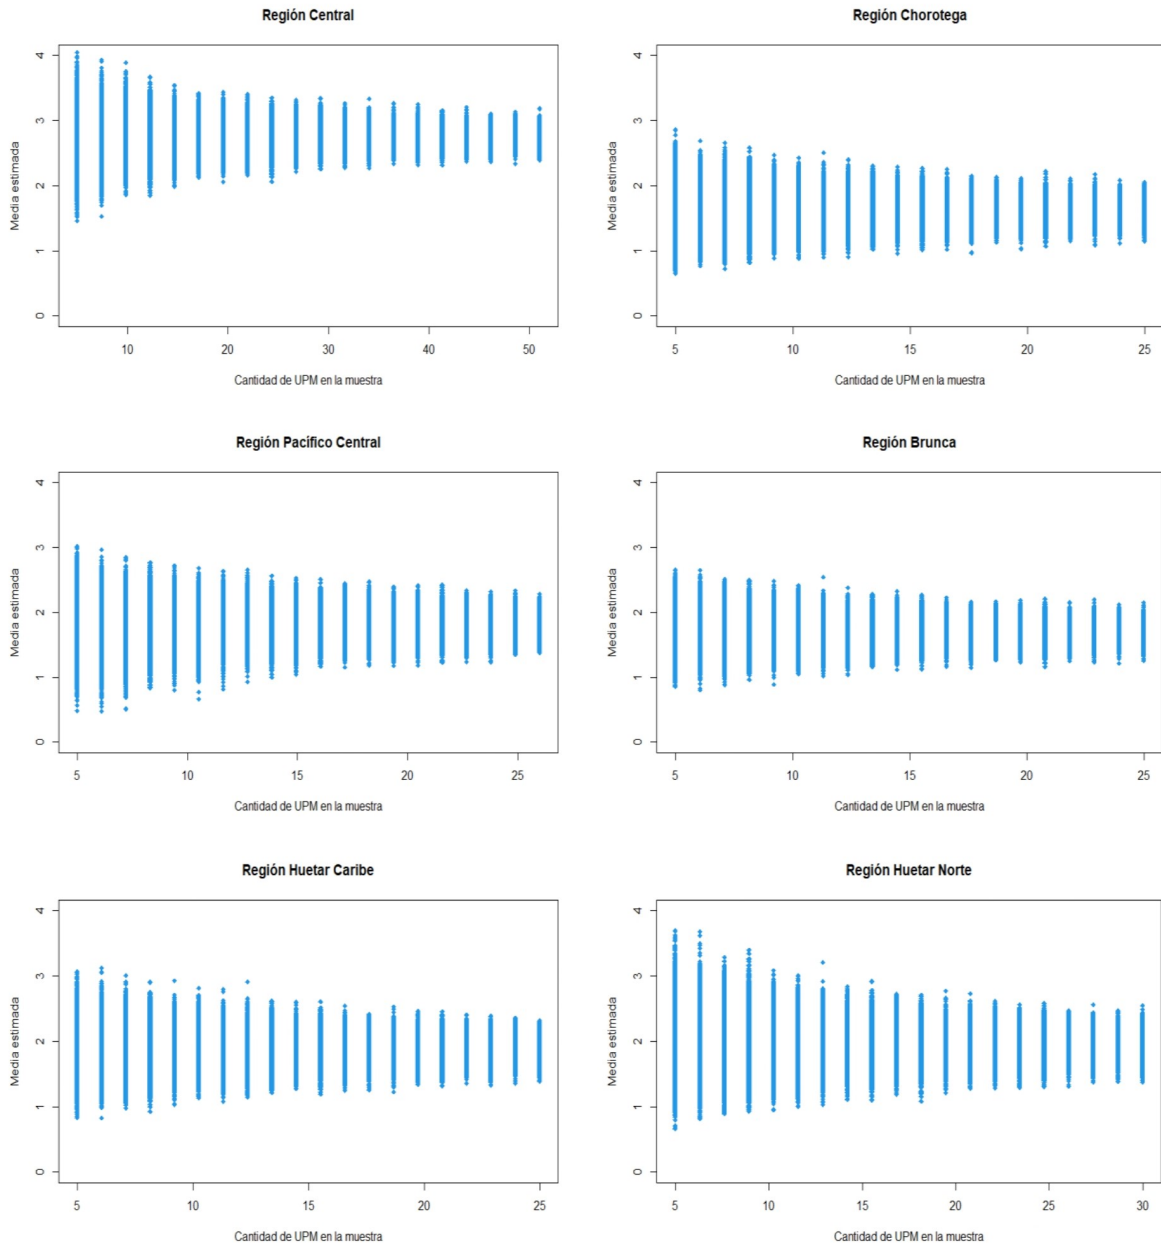 Región Central
Media estimada
4
3
2
1
0
10 20 30 40 50
Cantidad de UPM en la muestra
Región Chorotega
Media estimada
4
3
2
1
0
5 10 15 20 25
Cantidad de UPM en la muestra
Región Pacífico Central
Media estimada
4
3
2
1
0
5 10 15 20 25
Cantidad de UPM en la muestra
Región Brunca
Media estimada
4
3
2
1
0
5 10 15 20 25
Cantidad de UPM en la muestra
Región Huetar Caribe
Media estimada
4
3
2
1
0
5 10 15 20 25
Cantidad de UPM en la muestra
Región Huetar Norte
Media estimada
4
3
2
1
0
5 10 15 20 25 30
Cantidad de UPM en la muestra